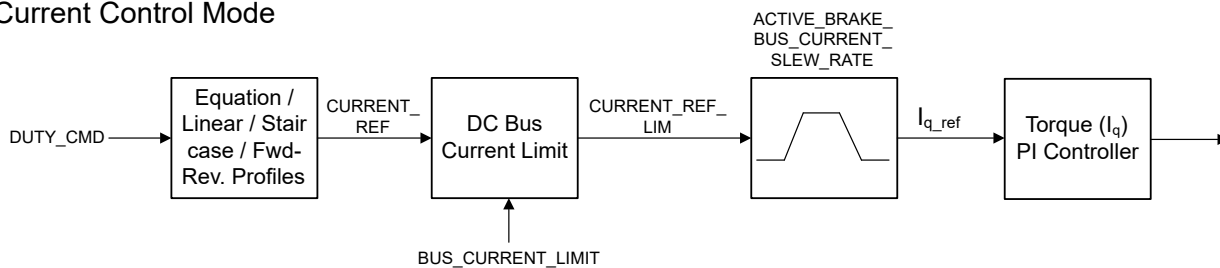 Current Control Mode
ACTIVE_BRAKE_
BUS_CURRENT_
SLEW_RATE
DUTY_CMD
Equation /
Linear / Stair
case / Fwd-
Rev. Profiles
CURRENT_
REF
DC Bus
Current Limit
CURRENT_REF_
LIM
I_q_ref
Torque (I_q)
PI Controller
BUS_CURRENT_LIMIT